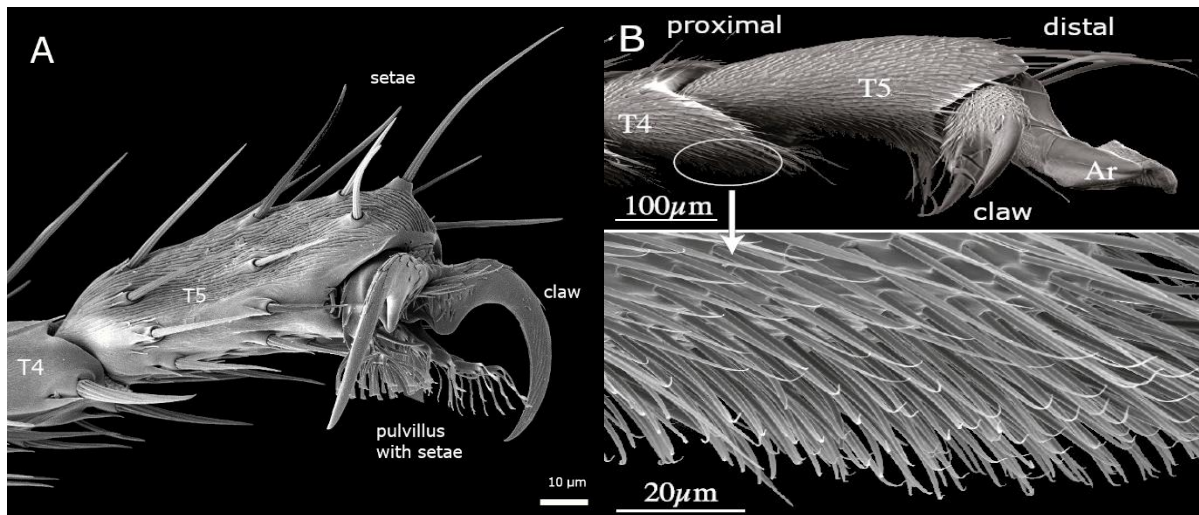 A
setae
T5
claw
T4
pulvillus
with setae
10 µm
B
proximal
distal
T5
T4
Ar
claw
100µm
20µm